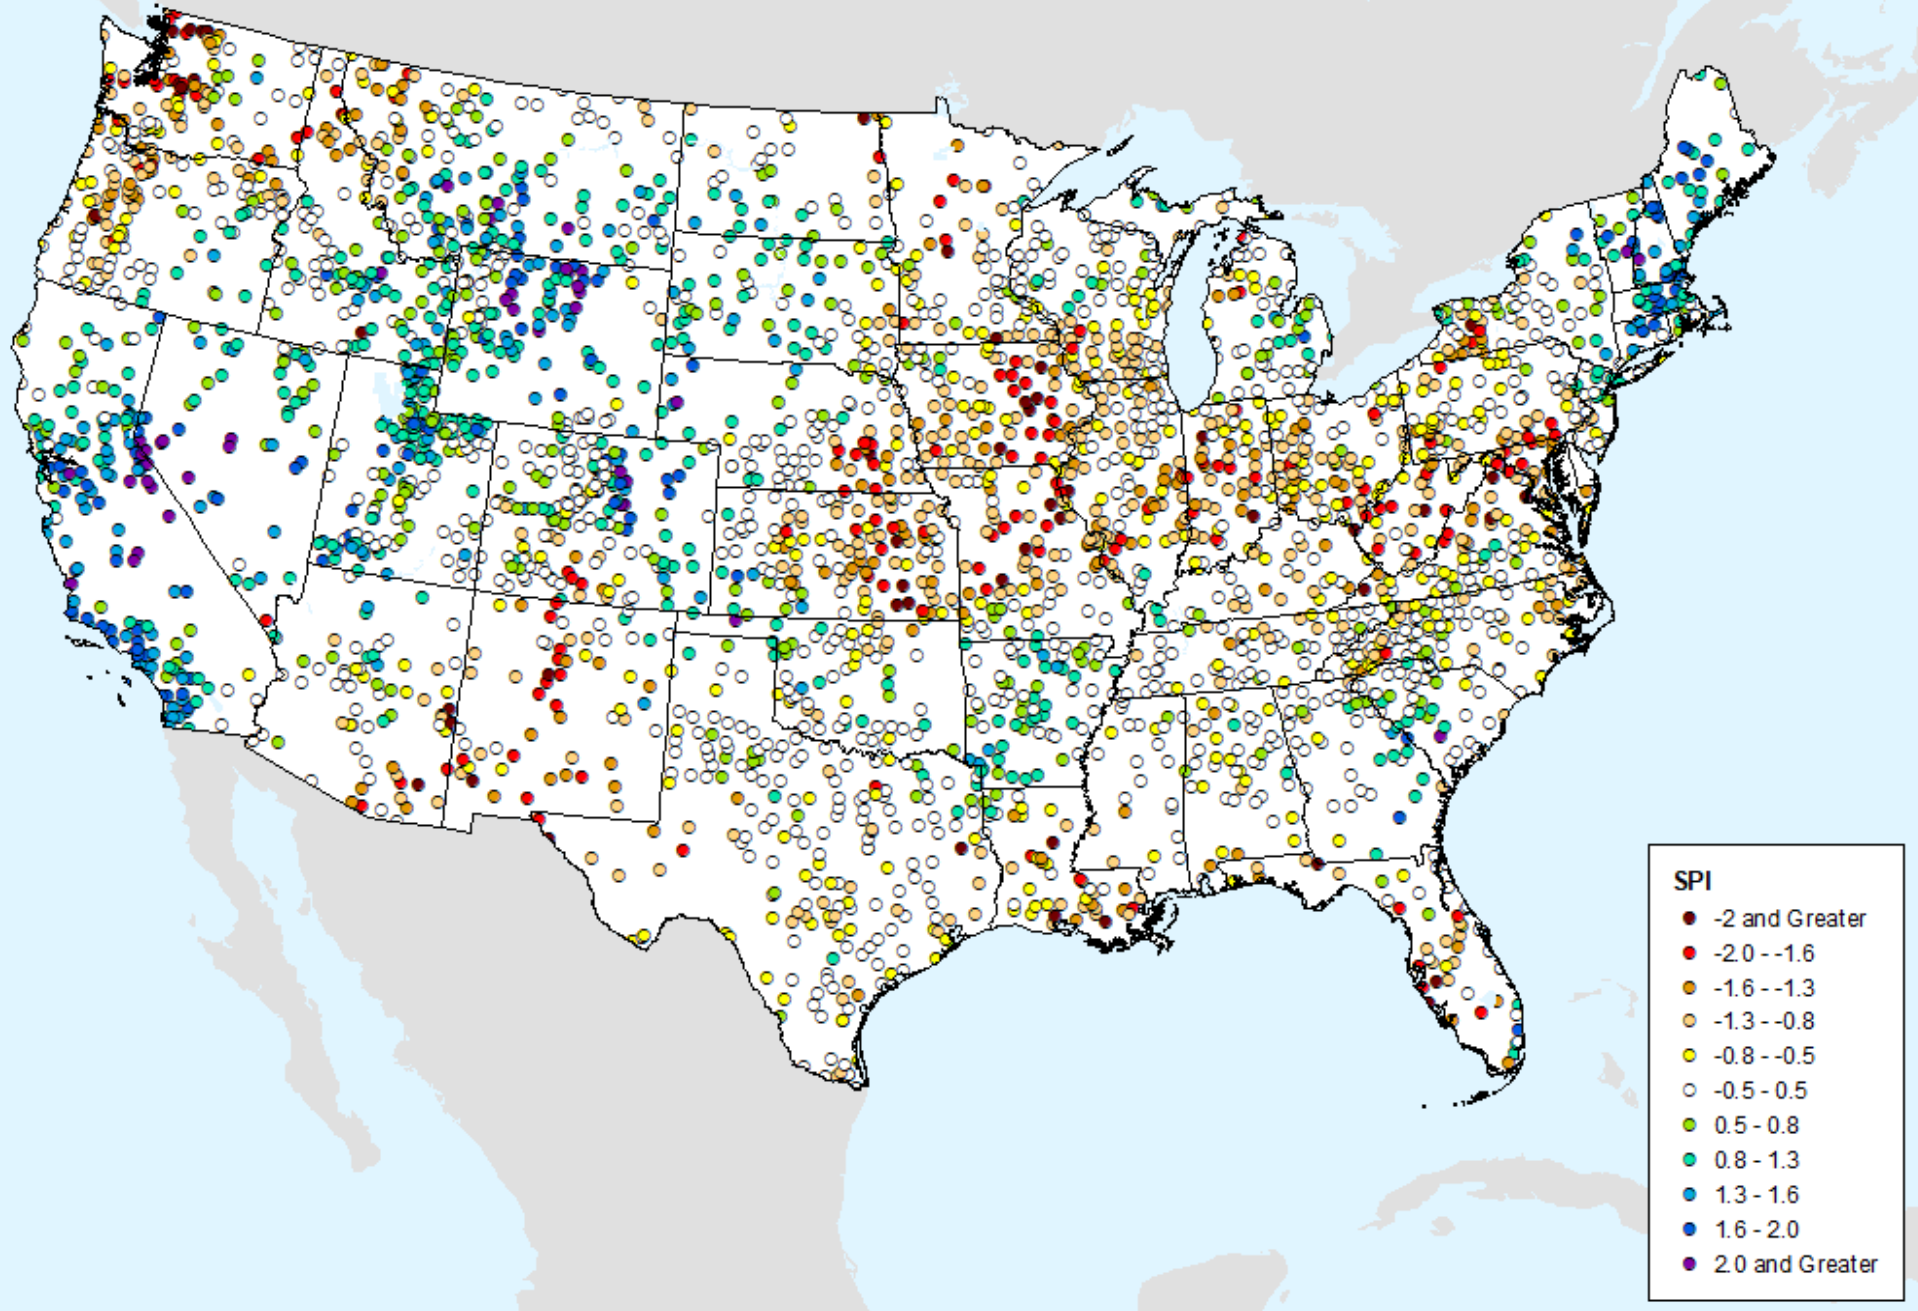 SPI
-2 and Greater
-2.0 - -1.6
-1.6 - -1.3
-1.3 - -0.8
-0.8 - -0.5
-0.5 - 0.5
0.5 - 0.8
0.8 - 1.3
1.3 - 1.6
1.6 - 2.0
2.0 and Greater